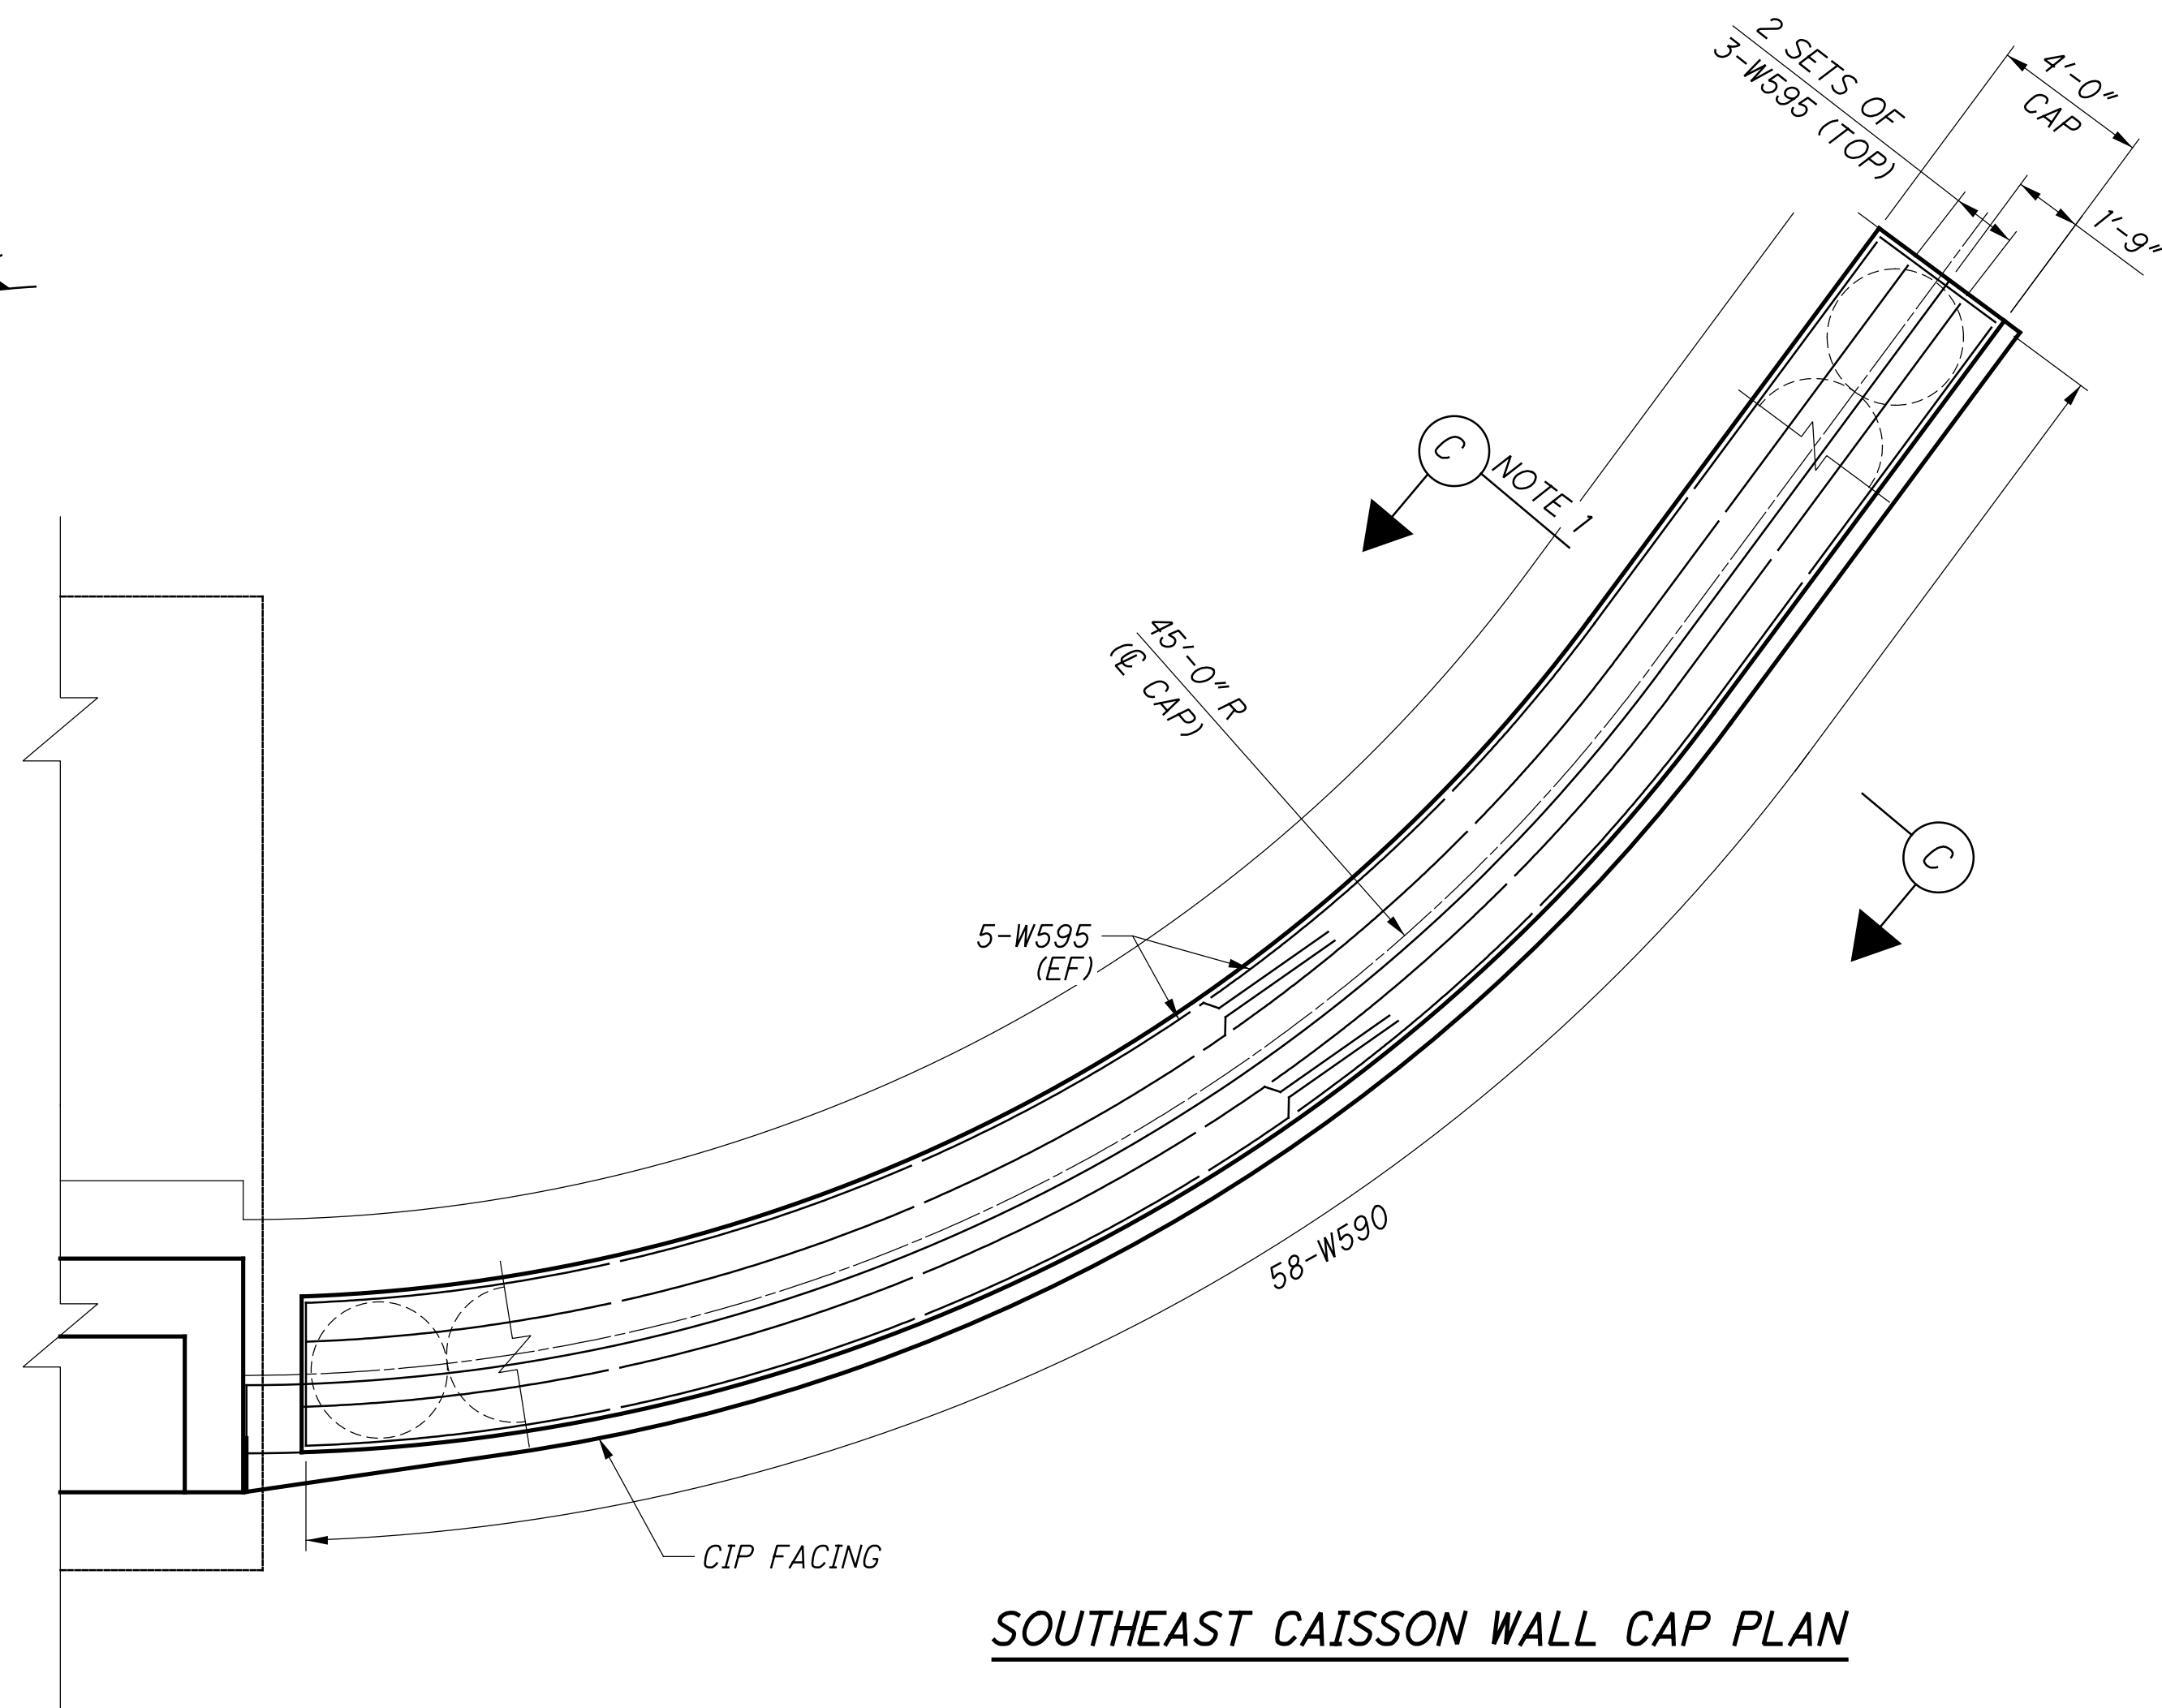 2 SETS OF
3-W595 (TOP)
4'-0"
CAP
1'-9"
C
NOTE 1
45'-0" R
(℄ CAP)
C
5-W595
(EF)
58-W590
CIP FACING
SOUTHEAST CAISSON WALL CAP PLAN